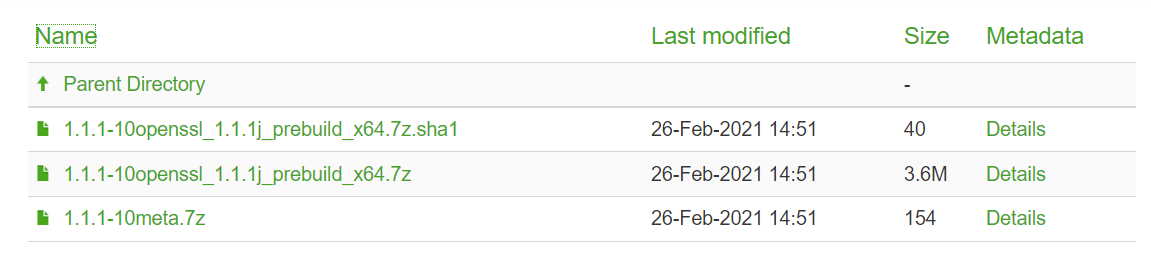 Name Last modified Size Metadata
Parent Directory -
1.1.1-10openssl_1.1.1j_prebuild_x64.7z.sha1 26-Feb-2021 14:51 40 Details
1.1.1-10openssl_1.1.1j_prebuild_x64.7z 26-Feb-2021 14:51 3.6M Details
1.1.1-10meta.7z 26-Feb-2021 14:51 154 Details